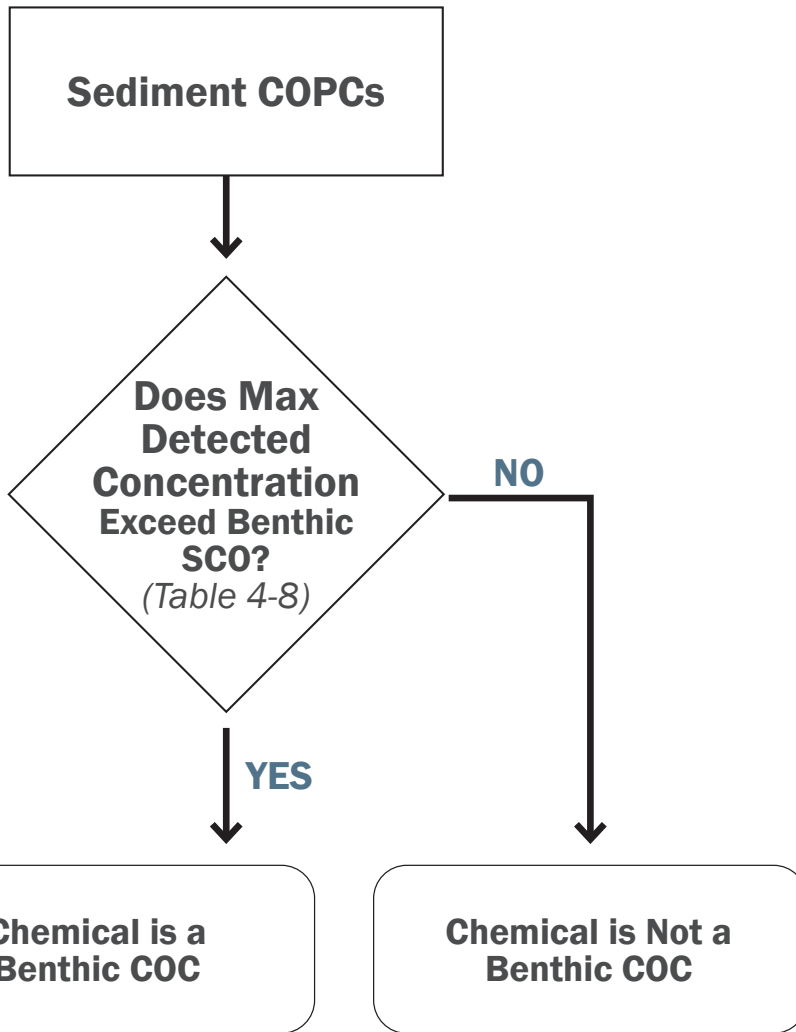 Sediment COPCs
Does Max
Detected
Concentration
Exceed Benthic
SCO?
(Table 4-8)
NO
YES
Chemical is a
Benthic COC
Chemical is Not a
Benthic COC